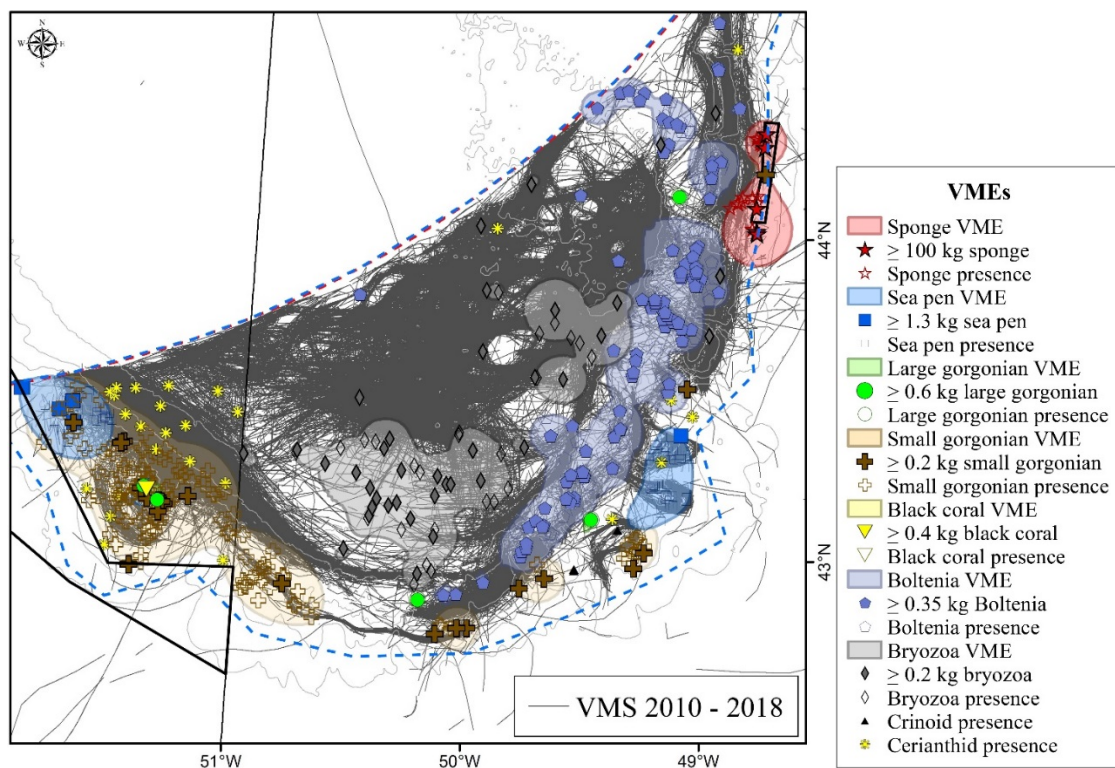 N
W E
S
44°N
43°N
VMS 2010 - 2018
51°W
50°W
49°W
VMEs
Sponge VME
≥ 100 kg sponge
Sponge presence
Sea pen VME
≥ 1.3 kg sea pen
Sea pen presence
Large gorgonian VME
≥ 0.6 kg large gorgonian
Large gorgonian presence
Small gorgonian VME
≥ 0.2 kg small gorgonian
Small gorgonian presence
Black coral VME
≥ 0.4 kg black coral
Black coral presence
Boltenia VME
≥ 0.35 kg Boltenia
Boltenia presence
Bryozoa VME
≥ 0.2 kg bryozoa
Bryozoa presence
Crinoid presence
Cerianthid presence